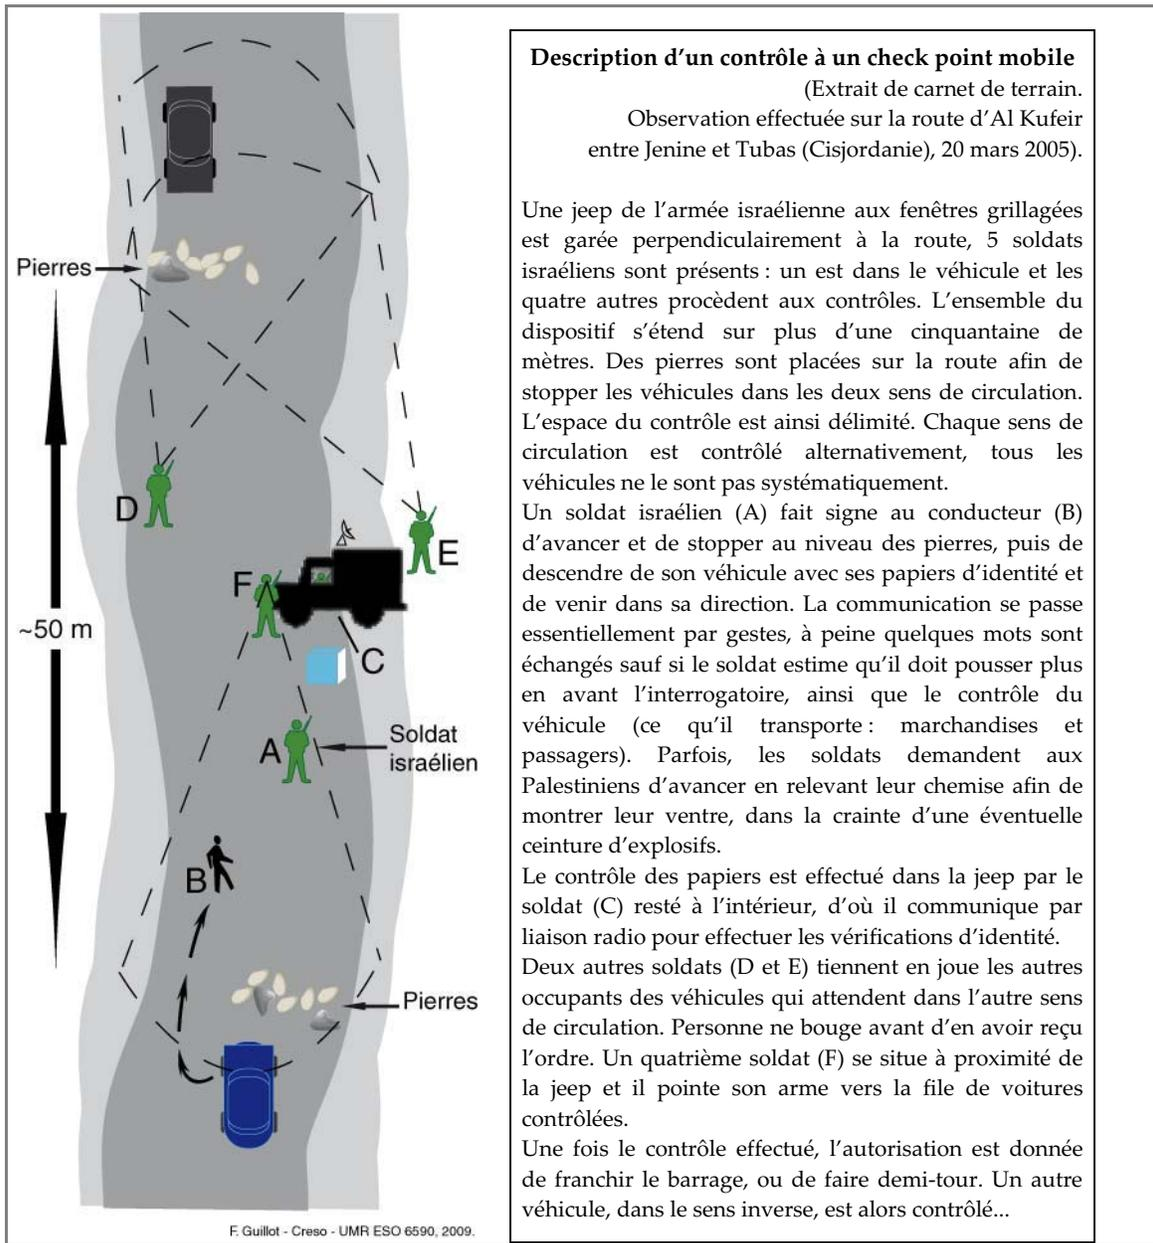 Pierres
D
E
F
~50 m
C
A
Soldat
israélien
B
Pierres
F. Guillot - Creso - UMR ESO 6590, 2009.
Description d’un contrôle à un check point mobile
(Extrait de carnet de terrain.
Observation effectuée sur la route d’Al Kufeir
entre Jenine et Tubas (Cisjordanie), 20 mars 2005).
Une jeep de l’armée israélienne aux fenêtres grillagées
est garée perpendiculairement à la route, 5 soldats
israéliens sont présents : un est dans le véhicule et les
quatre autres procèdent aux contrôles. L’ensemble du
dispositif s’étend sur plus d’une cinquantaine de
mètres. Des pierres sont placées sur la route afin de
stopper les véhicules dans les deux sens de circulation.
L’espace du contrôle est ainsi délimité. Chaque sens de
circulation est contrôlé alternativement, tous les
véhicules ne le sont pas systématiquement.
Un soldat israélien (A) fait signe au conducteur (B)
d’avancer et de stopper au niveau des pierres, puis de
descendre de son véhicule avec ses papiers d’identité et
de venir dans sa direction. La communication se passe
essentiellement par gestes, à peine quelques mots sont
échangés sauf si le soldat estime qu’il doit pousser plus
en avant l’interrogatoire, ainsi que le contrôle du
véhicule (ce qu’il transporte : marchandises et
passagers). Parfois, les soldats demandent aux
Palestiniens d’avancer en relevant leur chemise afin de
montrer leur ventre, dans la crainte d’une éventuelle
ceinture d’explosifs.
Le contrôle des papiers est effectué dans la jeep par le
soldat (C) resté à l’intérieur, d’où il communique par
liaison radio pour effectuer les vérifications d’identité.
Deux autres soldats (D et E) tiennent en joue les autres
occupants des véhicules qui attendent dans l’autre sens
de circulation. Personne ne bouge avant d’en avoir reçu
l’ordre. Un quatrième soldat (F) se situe à proximité de
la jeep et il pointe son arme vers la file de voitures
contrôlées.
Une fois le contrôle effectué, l’autorisation est donnée
de franchir le barrage, ou de faire demi-tour. Un autre
véhicule, dans le sens inverse, est alors contrôlé...